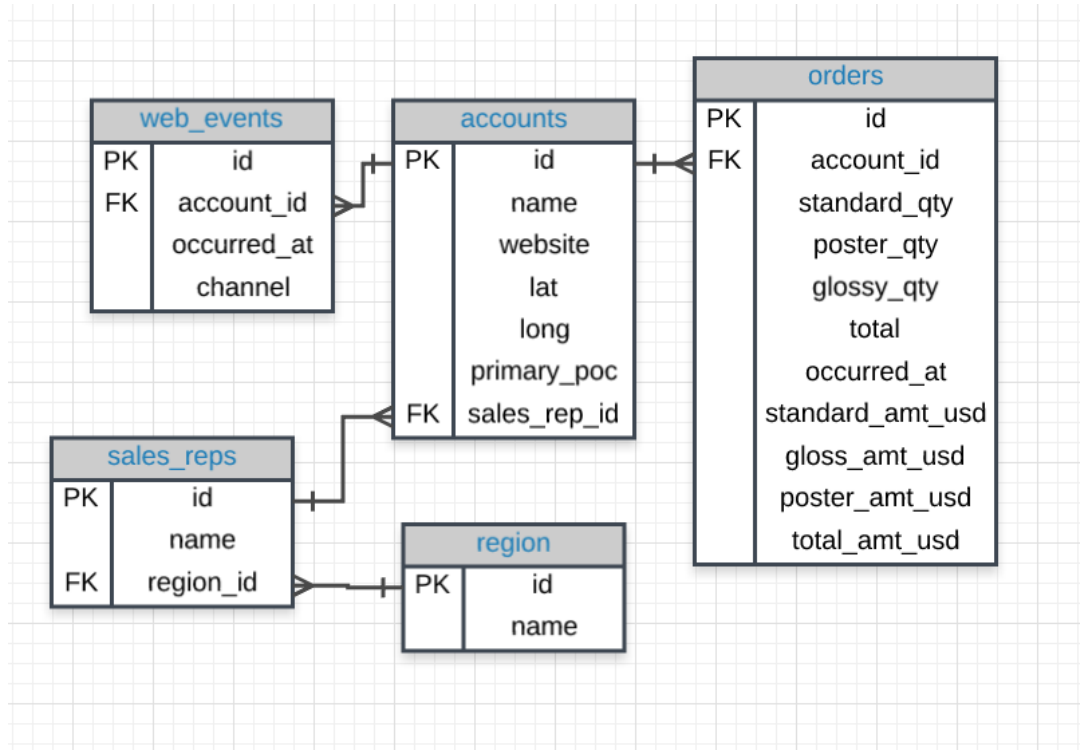 web_events
PK id
FK account_id
occurred_at
channel
accounts
PK id
name
website
lat
long
primary_poc
FK sales_rep_id
orders
PK id
FK account_id
standard_qty
poster_qty
glossy_qty
total
occurred_at
standard_amt_usd
gloss_amt_usd
poster_amt_usd
total_amt_usd
sales_reps
PK id
name
FK region_id
region
PK id
name